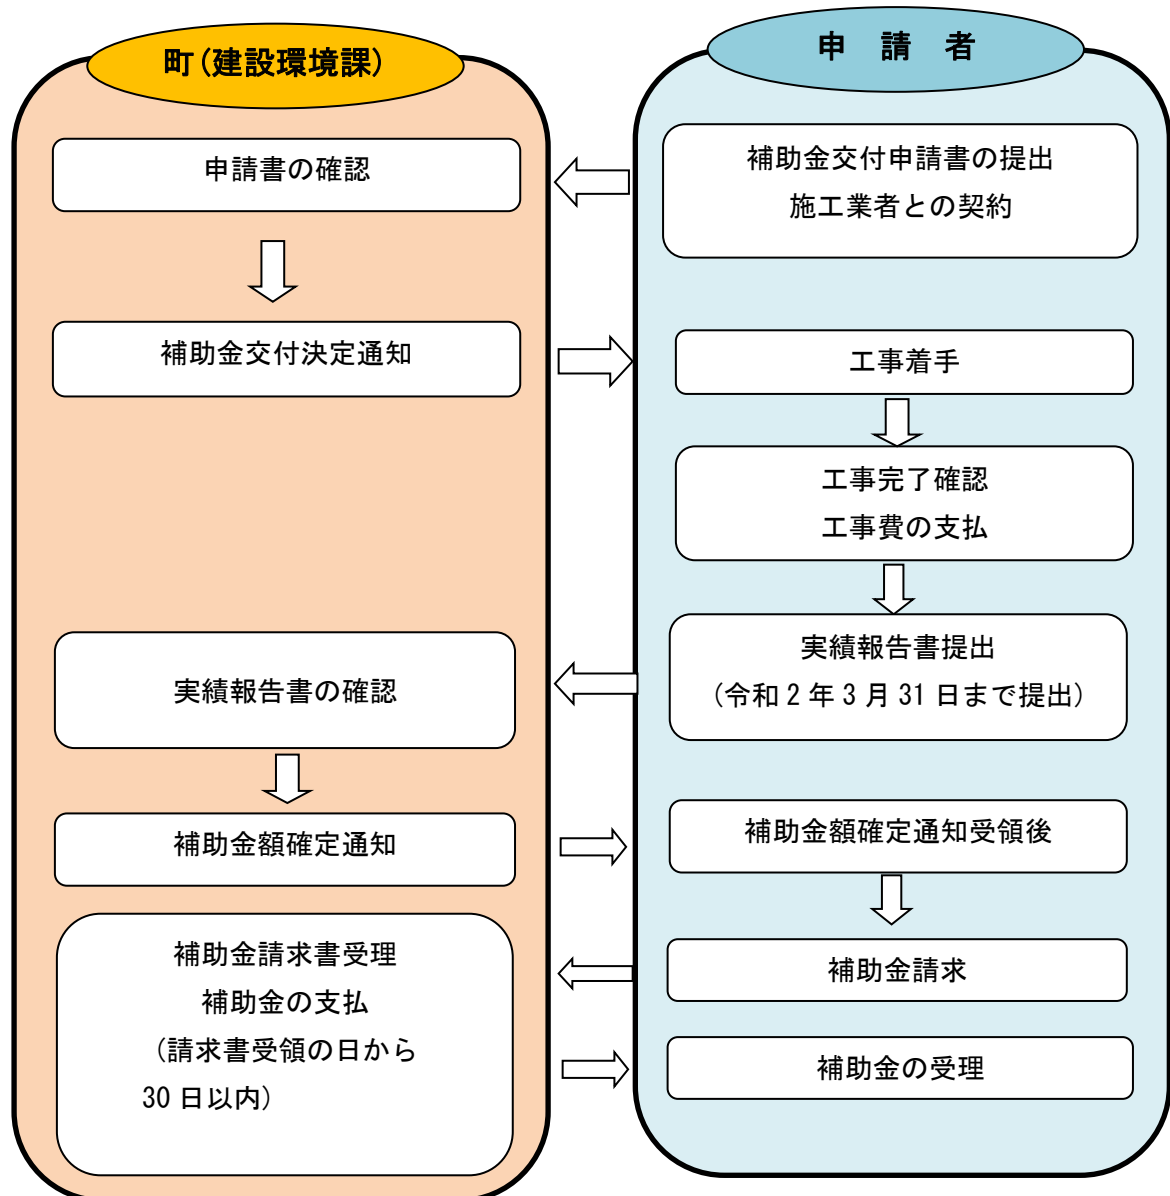 町(建設環境課)
申　請　者
補助金交付申請書の提出
施工業者との契約
申請書の確認
補助金交付決定通知
工事着手
工事完了確認
工事費の支払
実績報告書提出
（令和２年３月31日まで提出）
実績報告書の確認
補助金額確定通知
補助金額確定通知受領後
補助金請求
補助金請求書受理
補助金の支払
（請求書受領の日から
30日以内）
補助金の受理